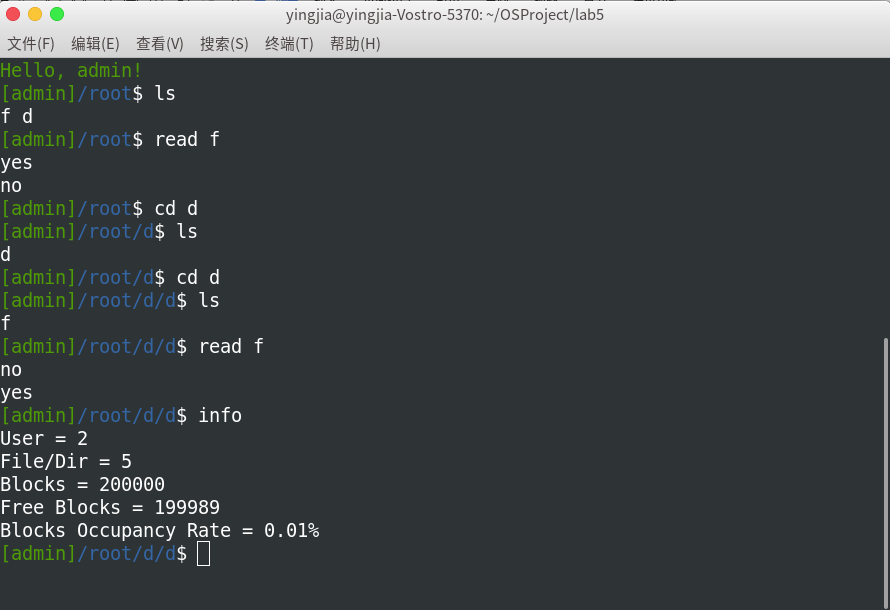 yingjia@yingjia-Vostro-5370: ~/OSProject/lab5
文件(F) 编辑(E) 查看(V) 搜索(S) 终端(T) 帮助(H)
Hello, admin!
[admin]/root$ ls
f d
[admin]/root$ read f
yes
no
[admin]/root$ cd d
[admin]/root/d$ ls
d
[admin]/root/d$ cd d
[admin]/root/d/d$ ls
f
[admin]/root/d/d$ read f
no
yes
[admin]/root/d/d$ info
User = 2
File/Dir = 5
Blocks = 200000
Free Blocks = 199989
Blocks Occupancy Rate = 0.01%
[admin]/root/d/d$